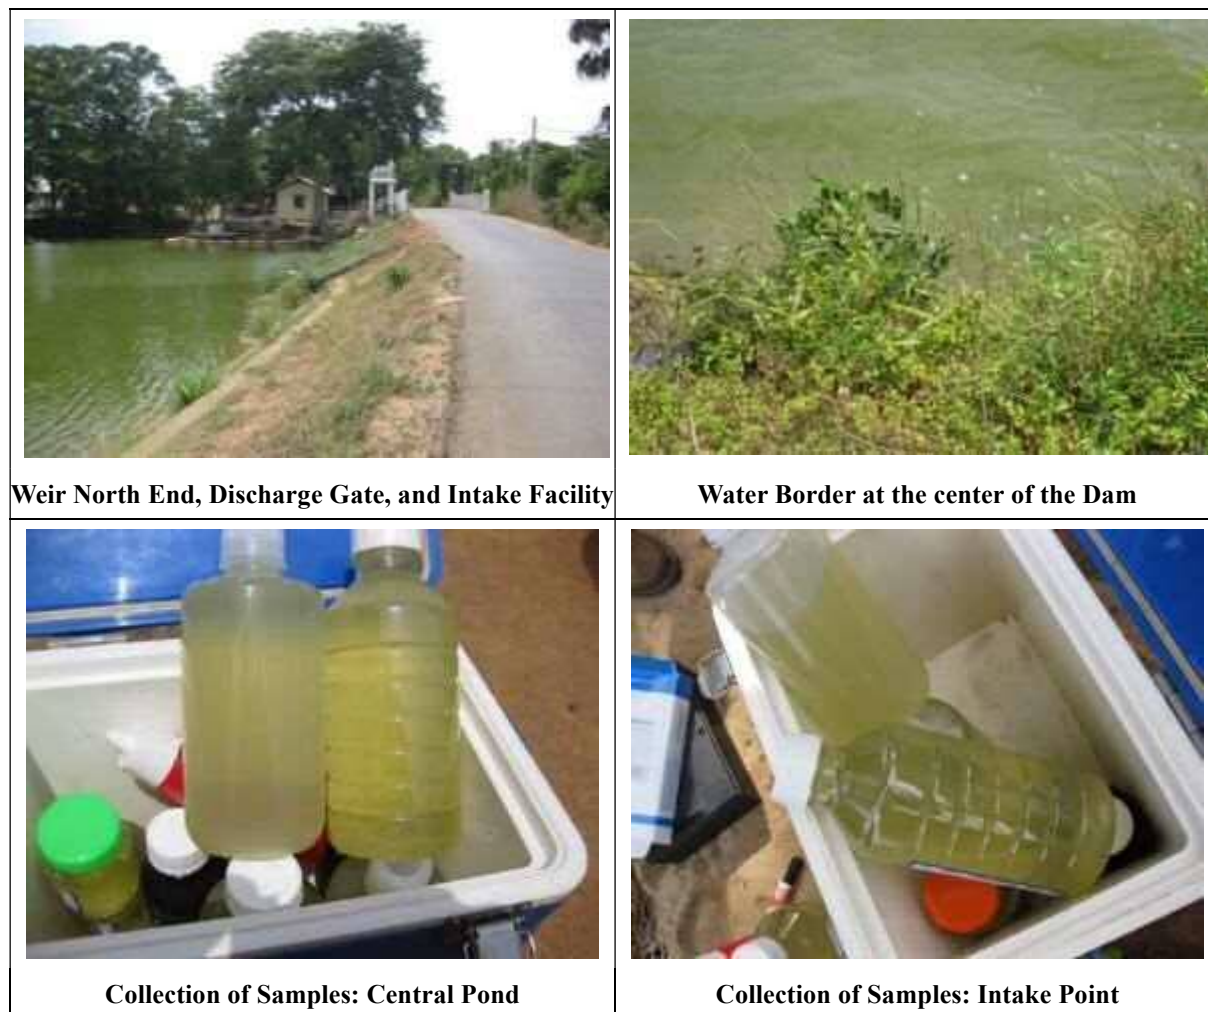 Weir North End, Discharge Gate, and Intake Facility
Water Border at the center of the Dam
Collection of Samples: Central Pond
Collection of Samples: Intake Point